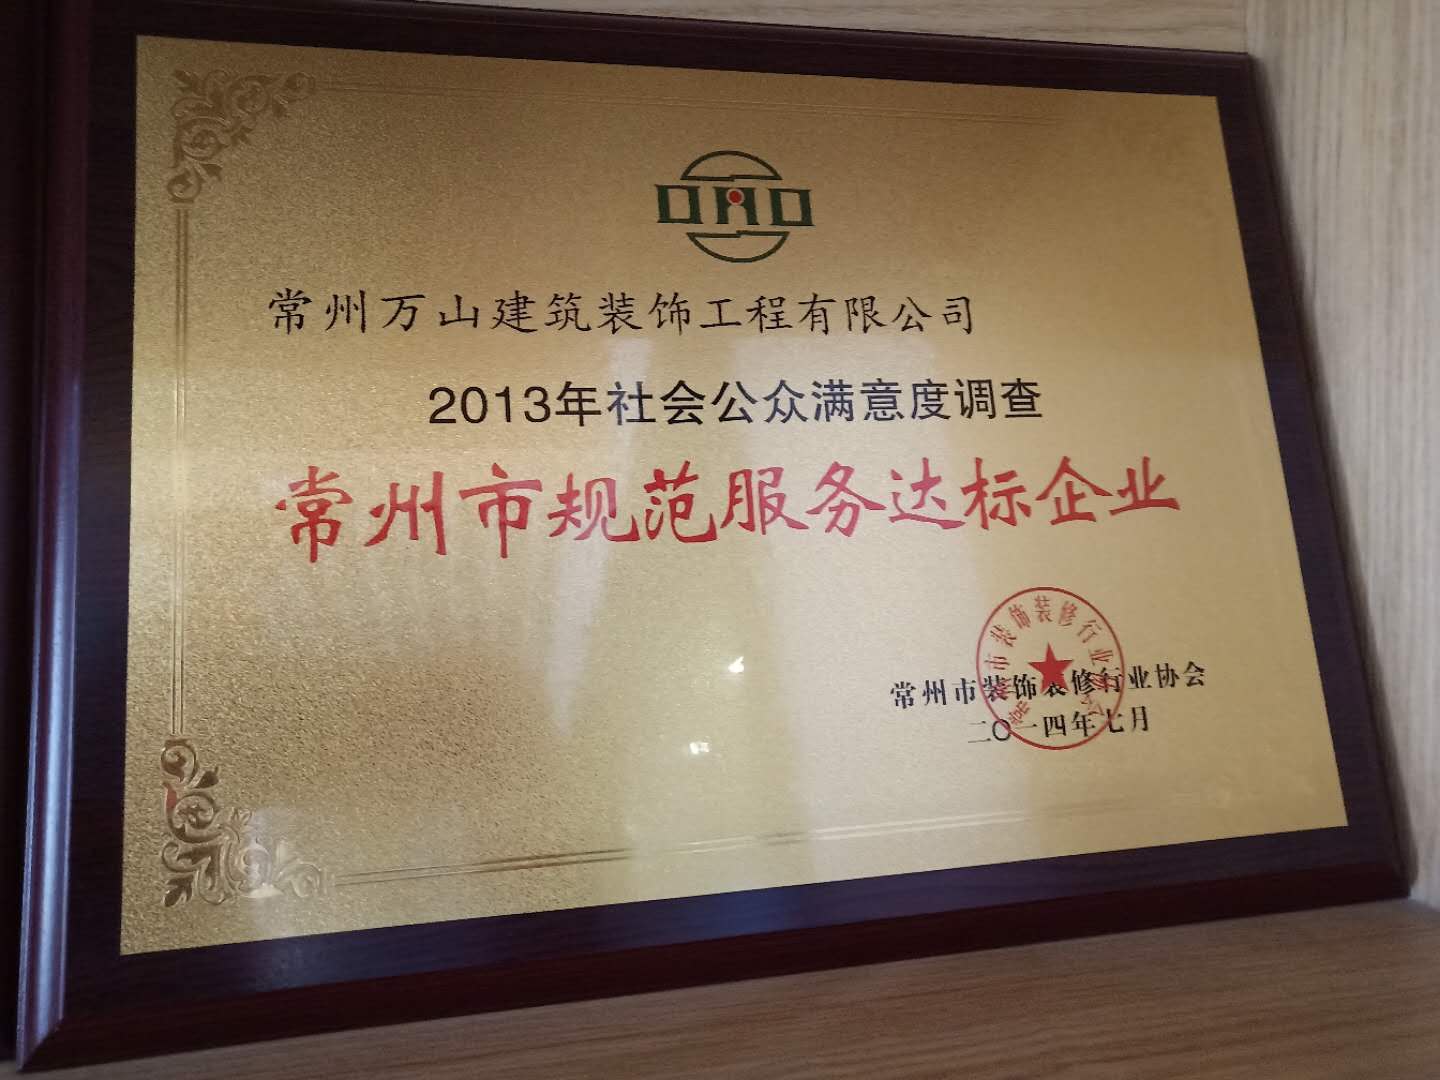 常州万山建筑装饰工程有限公司
2013年社会公众满意度调查
常州市规范服务达标企业
市装饰装修行业
常州市装饰装修行业协会
二〇一四年七月